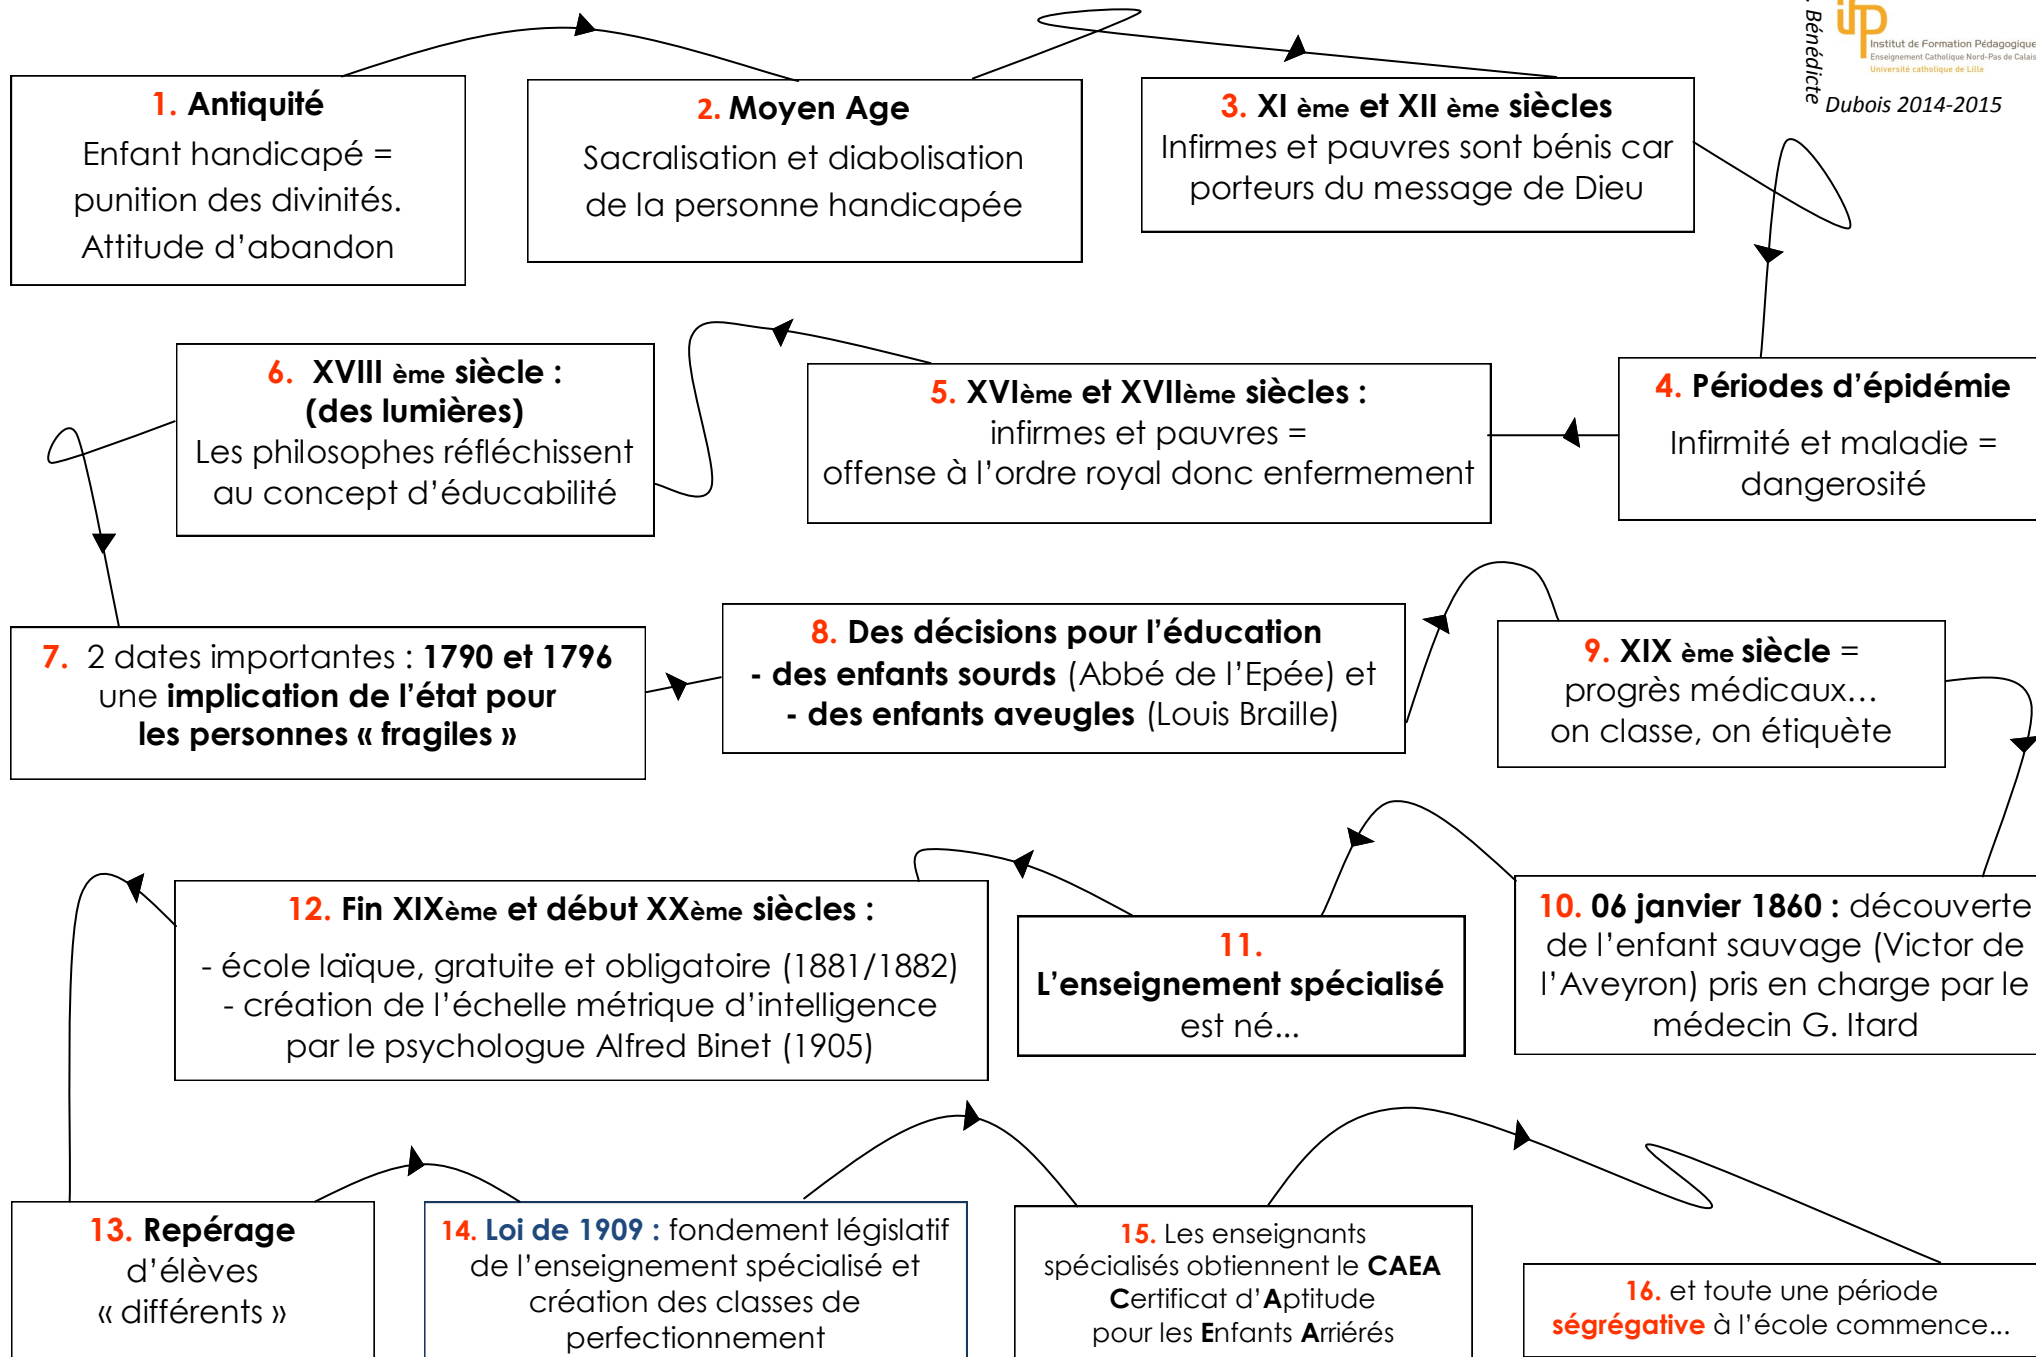 . Bénédicte
ifp
Institut de Formation Pédagogique
Enseignement Catholique Nord-Pas de Calais
Université catholique de Lille
Dubois 2014-2015
1. Antiquité
Enfant handicapé =
punition des divinités.
Attitude d’abandon
2. Moyen Age
Sacralisation et diabolisation
de la personne handicapée
3. XI ème et XII ème siècles
Infirmes et pauvres sont bénis car
porteurs du message de Dieu
4. Périodes d’épidémie
Infirmité et maladie =
dangerosité
5. XVIème et XVIIème siècles :
infirmes et pauvres =
offense à l’ordre royal donc enfermement
6. XVIII ème siècle :
(des lumières)
Les philosophes réfléchissent
au concept d’éducabilité
7. 2 dates importantes : 1790 et 1796
une implication de l’état pour
les personnes « fragiles »
8. Des décisions pour l’éducation
- des enfants sourds (Abbé de l’Epée) et
- des enfants aveugles (Louis Braille)
9. XIX ème siècle =
progrès médicaux…
on classe, on étiquète
10. 06 janvier 1860 : découverte
de l’enfant sauvage (Victor de
l’Aveyron) pris en charge par le
médecin G. Itard
11.
L’enseignement spécialisé
est né...
12. Fin XIXème et début XXème siècles :
- école laïque, gratuite et obligatoire (1881/1882)
- création de l’échelle métrique d’intelligence
par le psychologue Alfred Binet (1905)
13. Repérage
d’élèves
« différents »
14. Loi de 1909 : fondement législatif
de l’enseignement spécialisé et
création des classes de
perfectionnement
15. Les enseignants
spécialisés obtiennent le CAEA
Certificat d’Aptitude
pour les Enfants Arriérés
16. et toute une période
ségrégative à l’école commence...